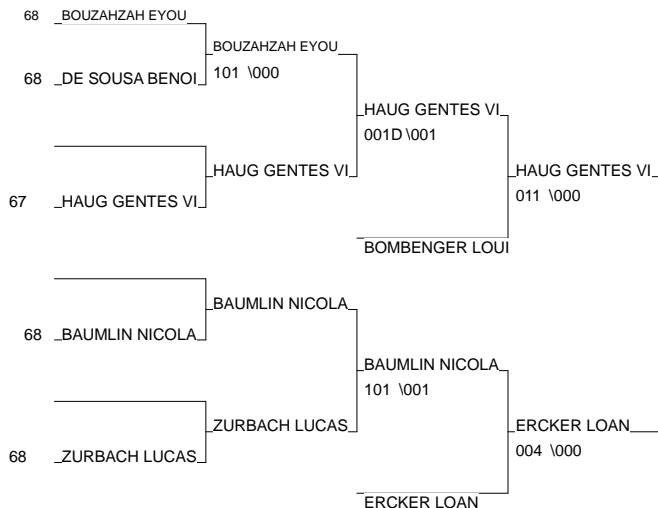 68 BOUZAHZAH EYOU
BOUZAHZAH EYOU
68 DE SOUSA BENOI
101 \000
HAUG GENTES VI
001D \001
HAUG GENTES VI
HAUG GENTES VI
67 HAUG GENTES VI
011 \000
BOMBENGER LOUI
BAUMLIN NICOLA
68 BAUMLIN NICOLA
BAUMLIN NICOLA
101 \001
ZURBACH LUCAS
ERCKER LOAN
68 ZURBACH LUCAS
004 \000
ERCKER LOAN